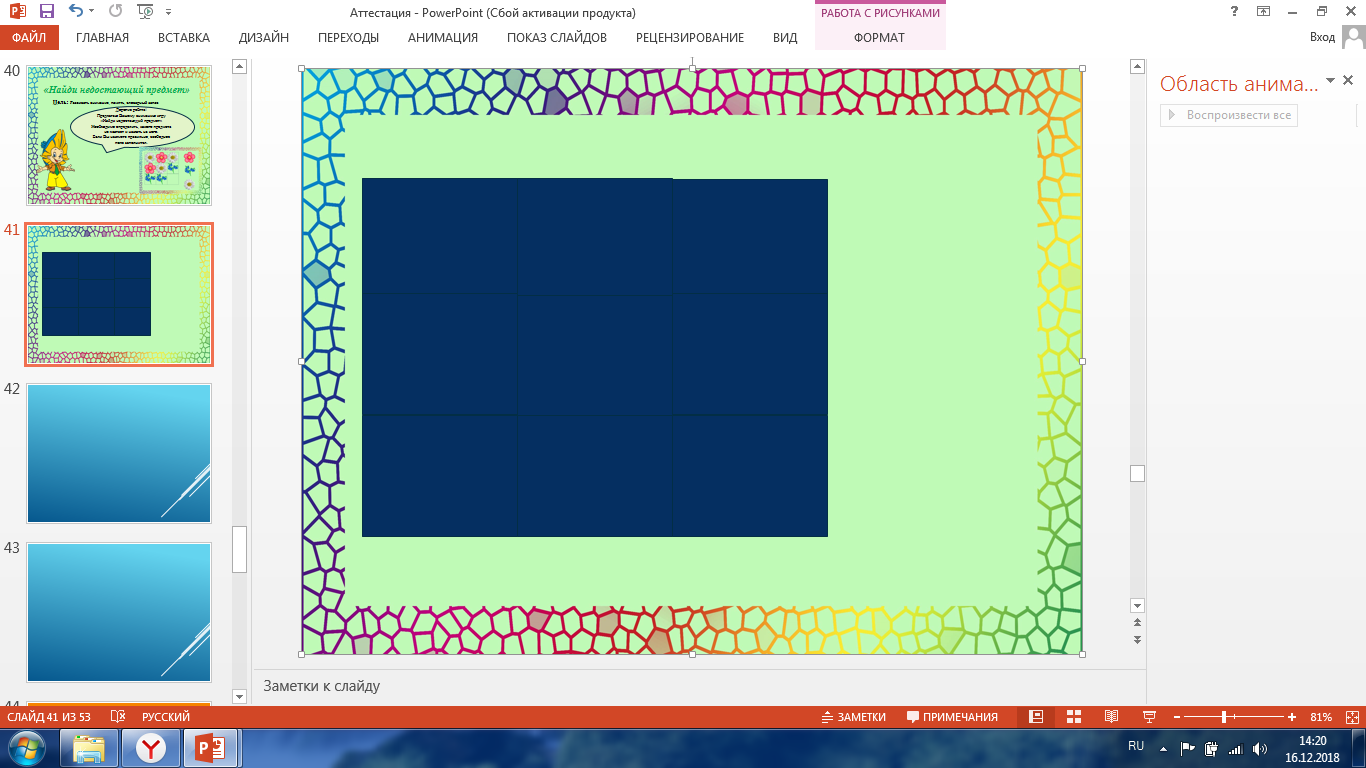 Аттестация - PowerPoint (Сбой активации продукта)
РАБОТА С РИСУНКАМИ
ФАЙЛ ГЛАВНАЯ ВСТАВКА ДИЗАЙН ПЕРЕХОДЫ АНИМАЦИЯ ПОКАЗ СЛАЙДОВ РЕЦЕНЗИРОВАНИЕ ВИД ФОРМАТ Вход
40
«Найди недостающий предмет»
41
42
43
44
Область анима...
Воспроизвести все
Заметки к слайду
СЛАЙД 41 ИЗ 53 РУССКИЙ ЗАМЕТКИ ПРИМЕЧАНИЯ 81%
RU 14:20
16.12.2018